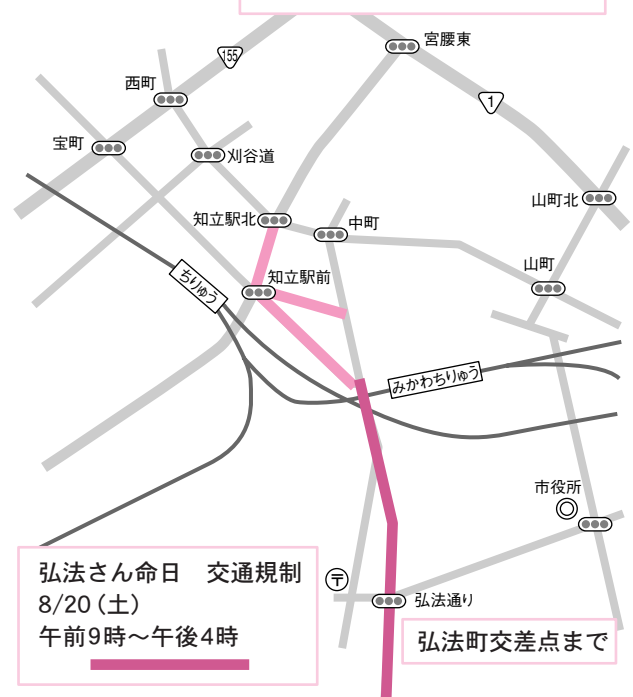 宮腰東
155
西町
1
宝町
刈谷道
山町北
知立駅北
中町
山町
知立駅前
ちりゅう
みかわちりゅう
市役所
〒
弘法通り
弘法さん命日 交通規制
8/20（土）
午前9時～午後4時
弘法町交差点まで